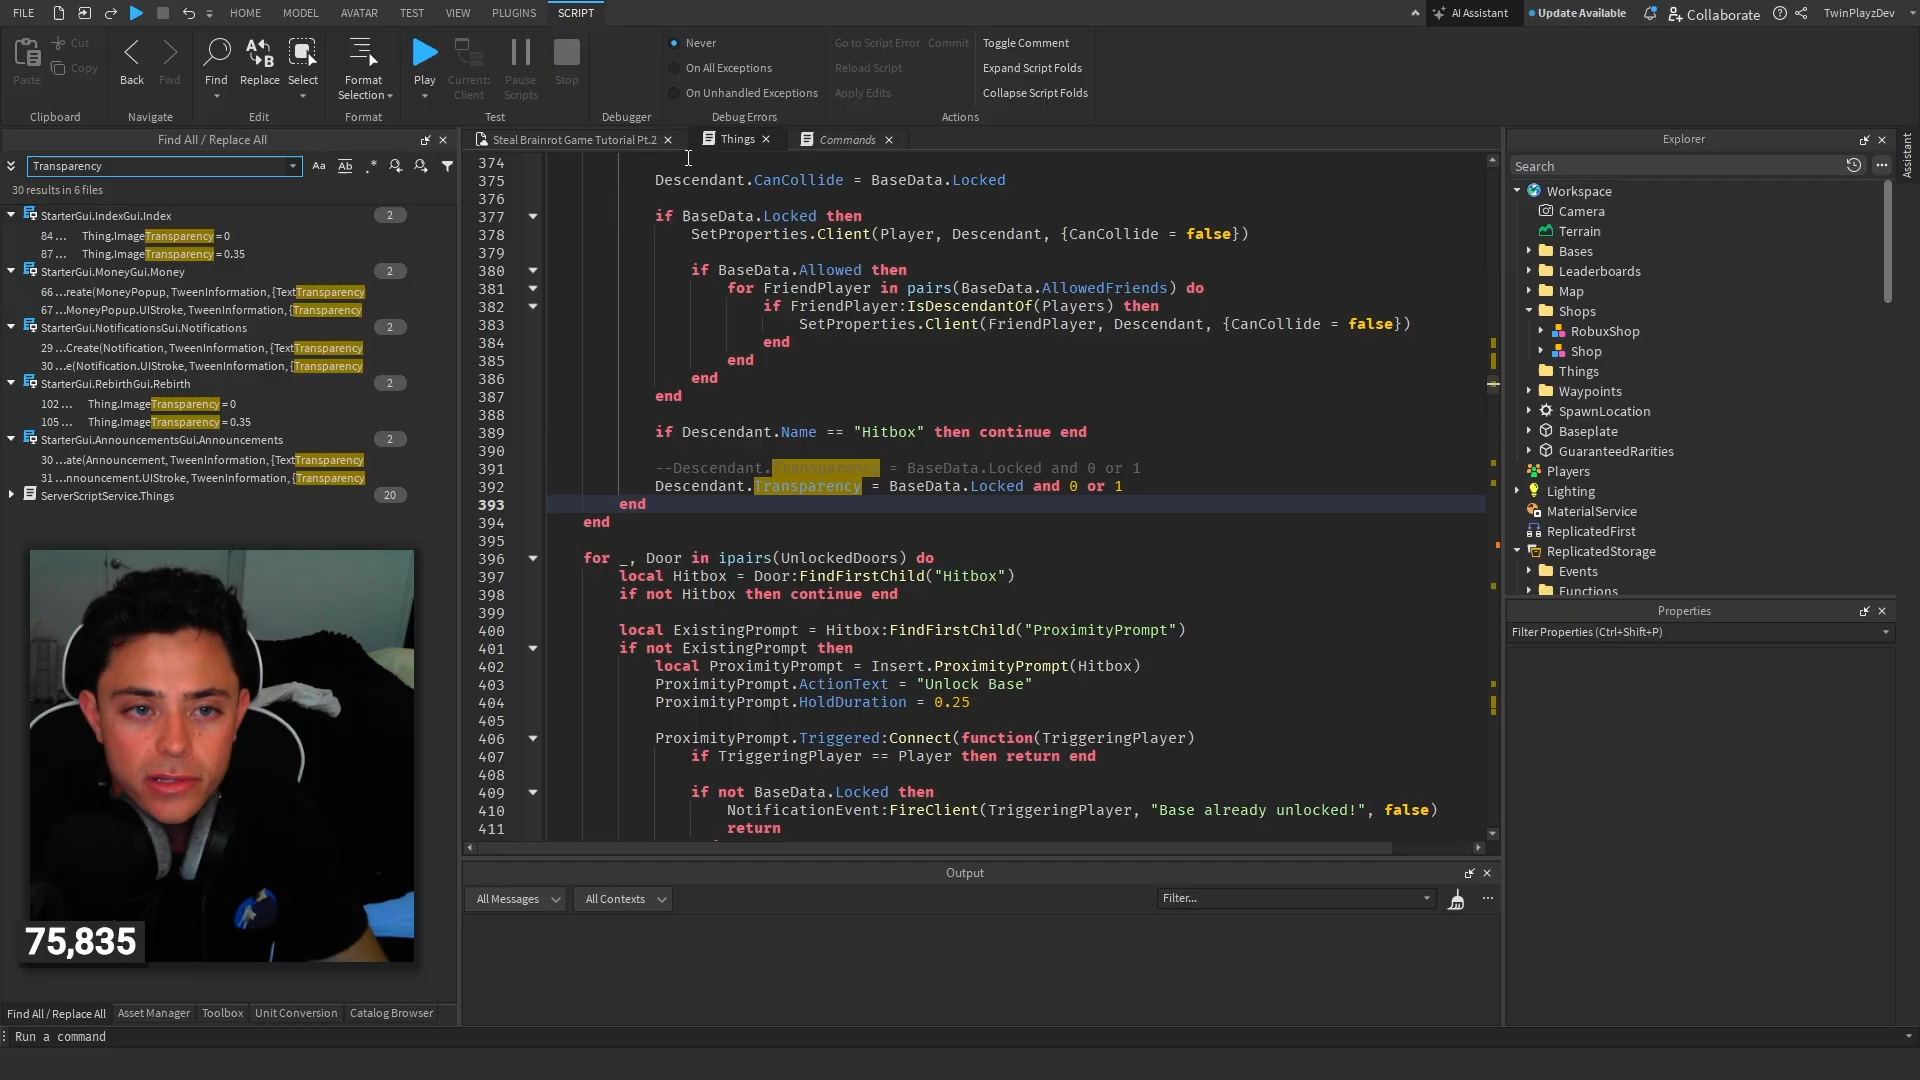 FILE
HOME
MODEL
AVATAR
TEST
VIEW
PLUGINS
SCRIPT
AI Assistant
Update Available
Collaborate
TwinPlayzDev
Paste
Cut
Copy
Clipboard
Back
Fwd
Navigate
Find
Replace
Select
Edit
Format
Selection
Format
Play
Current:
Client
Pause
Scripts
Stop
Test
Debugger
Never
On All Exceptions
On Unhandled Exceptions
Debug Errors
Go to Script Error
Commit
Reload Script
Apply Edits
Toggle Comment
Expand Script Folds
Collapse Script Folds
Actions
Find All / Replace All
Transparency
Aa
Ab
.*
30 results in 6 files
StarterGui.IndexGui.Index 2
84 ... Thing.ImageTransparency = 0
87 ... Thing.ImageTransparency = 0.35
StarterGui.MoneyGui.Money 2
66 ...reate(MoneyPopup, TweenInformation, {TextTransparency
67 ...MoneyPopup.UIStroke, TweenInformation, {Transparency
StarterGui.NotificationsGui.Notifications 2
29 ...Create(Notification, TweenInformation, {TextTransparency
30 ...e(Notification.UIStroke, TweenInformation, {Transparency
StarterGui.RebirthGui.Rebirth 2
102 ... Thing.ImageTransparency = 0
105 ... Thing.ImageTransparency = 0.35
StarterGui.AnnouncementsGui.Announcements 2
30 ...ate(Announcement, TweenInformation, {TextTransparency
31 ...nnouncement.UIStroke, TweenInformation, {Transparency
ServerScriptService.Things 20
75,835
Find All / Replace All
Asset Manager
Toolbox
Unit Conversion
Catalog Browser
Run a command
Steal Brainrot Game Tutorial Pt.2
Things
Commands
374
375 Descendant.CanCollide = BaseData.Locked
376
377 if BaseData.Locked then
378 SetProperties.Client(Player, Descendant, {CanCollide = false})
379
380 if BaseData.Allowed then
381 for FriendPlayer in pairs(BaseData.AllowedFriends) do
382 if FriendPlayer:IsDescendantOf(Players) then
383 SetProperties.Client(FriendPlayer, Descendant, {CanCollide = false})
384 end
385 end
386 end
387 end
388
389 if Descendant.Name == "Hitbox" then continue end
390
391 --Descendant.Transparency = BaseData.Locked and 0 or 1
392 Descendant.Transparency = BaseData.Locked and 0 or 1
393 end
394 end
395
396 for _, Door in ipairs(UnlockedDoors) do
397 local Hitbox = Door:FindFirstChild("Hitbox")
398 if not Hitbox then continue end
399
400 local ExistingPrompt = Hitbox:FindFirstChild("ProximityPrompt")
401 if not ExistingPrompt then
402 local ProximityPrompt = Insert.ProximityPrompt(Hitbox)
403 ProximityPrompt.ActionText = "Unlock Base"
404 ProximityPrompt.HoldDuration = 0.25
405
406 ProximityPrompt.Triggered:Connect(function(TriggeringPlayer)
407 if TriggeringPlayer == Player then return end
408
409 if not BaseData.Locked then
410 NotificationEvent:FireClient(TriggeringPlayer, "Base already unlocked!", false)
411 return
Output
All Messages
All Contexts
Filter...
Explorer
Search
Workspace
Camera
Terrain
Bases
Leaderboards
Map
Shops
RobuxShop
Shop
Things
Waypoints
SpawnLocation
Baseplate
GuaranteedRarities
Players
Lighting
MaterialService
ReplicatedFirst
ReplicatedStorage
Events
Functions
Properties
Filter Properties (Ctrl+Shift+P)
Assistant